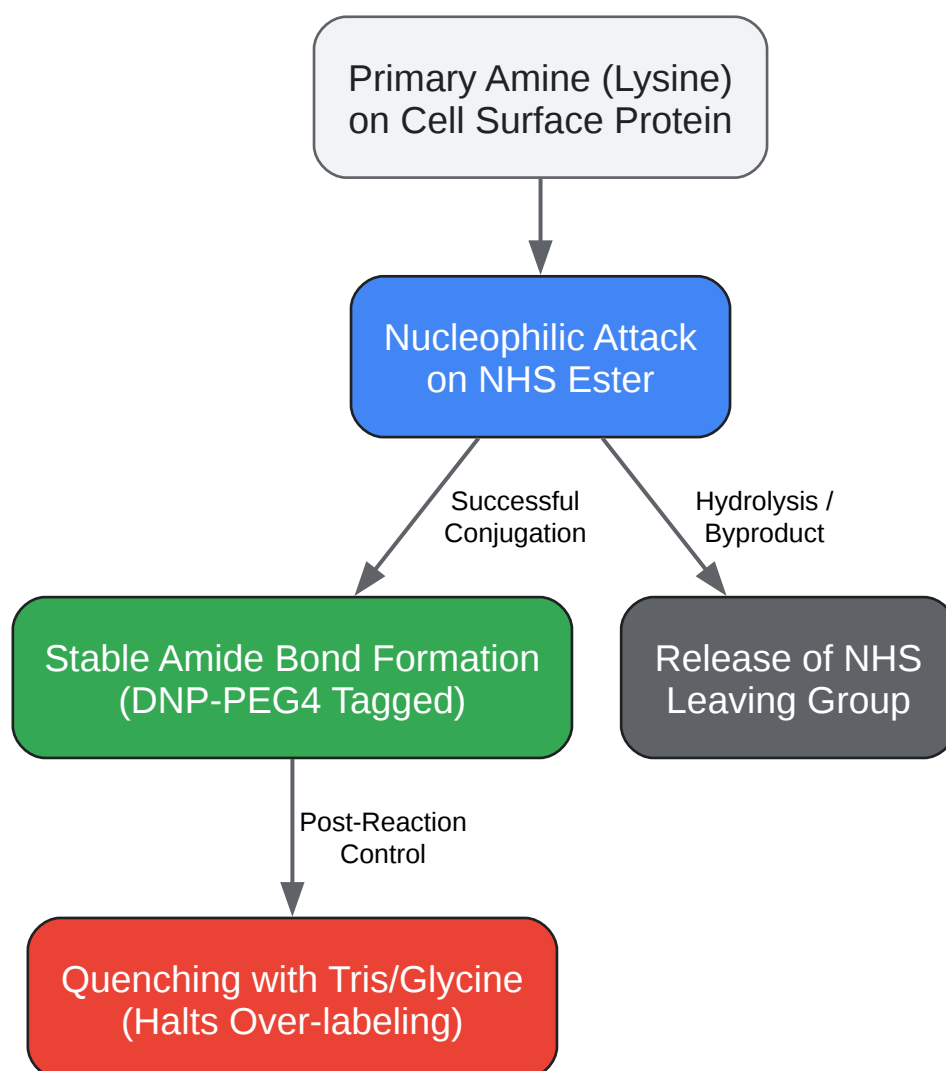 Primary Amine (Lysine)
on Cell Surface Protein
Nucleophilic Attack
on NHS Ester
Successful
Conjugation
Hydrolysis /
Byproduct
Stable Amide Bond Formation
(DNP-PEG4 Tagged)
Release of NHS
Leaving Group
Post-Reaction
Control
Quenching with Tris/Glycine
(Halts Over-labeling)